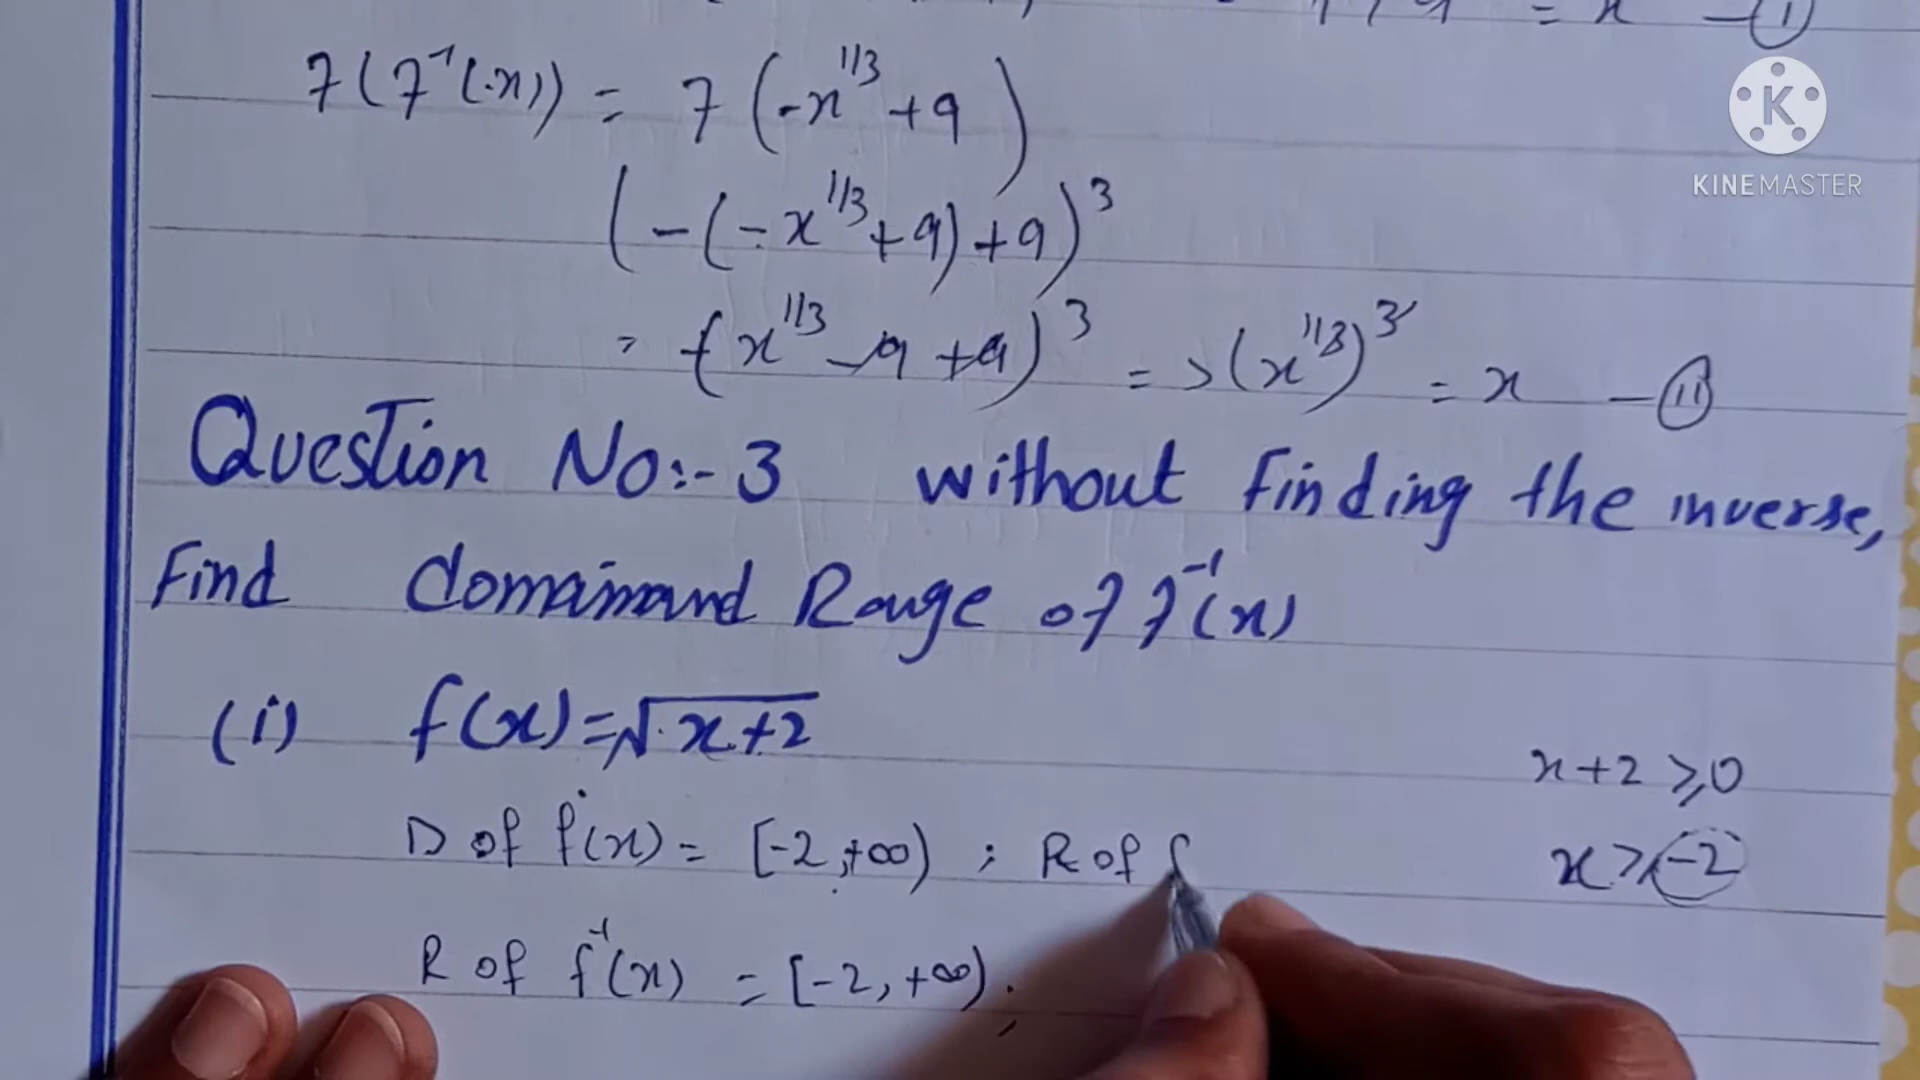 = x — (1)
f(f⁻¹(x)) = f(-x^{1/3} + 9)
(-(-x^{1/3} + 9) + 9)³
= (x^{1/3} - 9 + 9)³ => (x^{1/3})³ = x — (11)
KINEMASTER
Question No:- 3 without Finding the inverse,
Find domain and Range of f⁻¹(x)
(i) f(x) = √x+2
x+2 ≥ 0
D of f(x) = [-2, +∞) ; R of f
x ≥ -2
R of f⁻¹(x) = [-2, +∞) ;